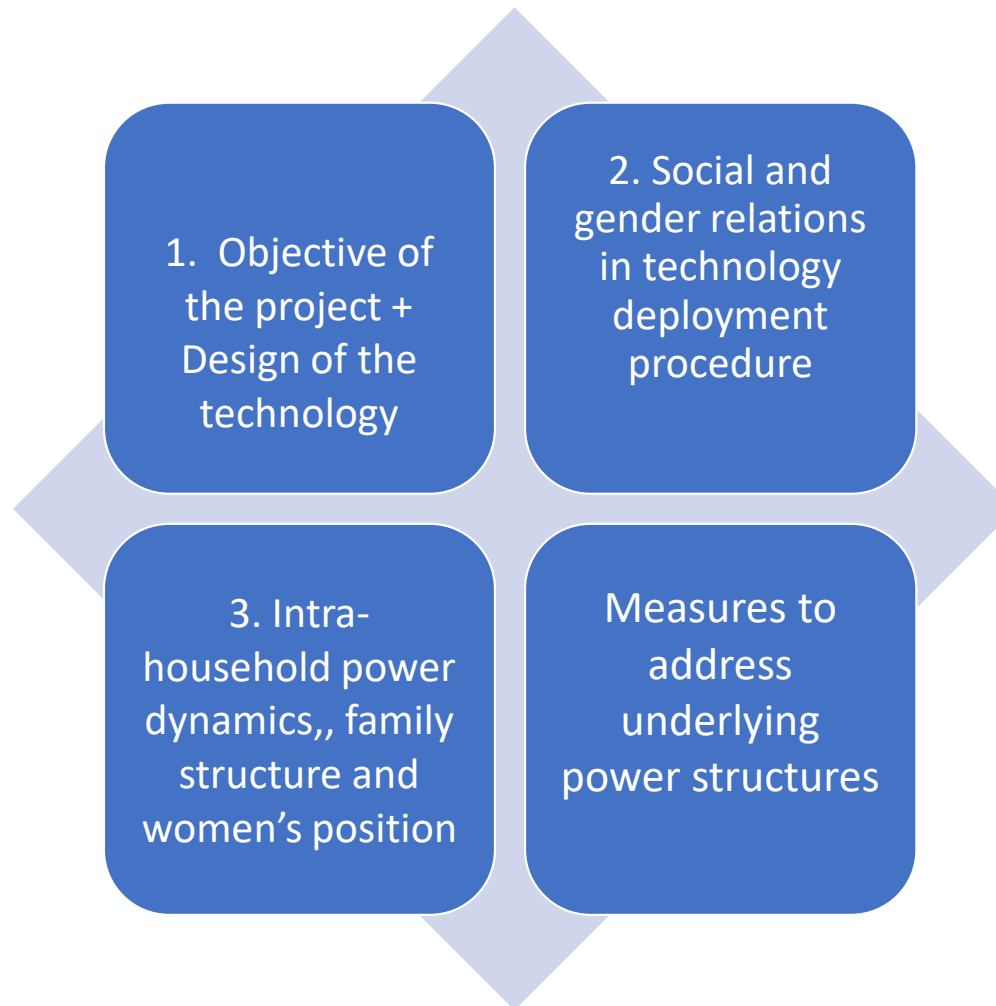 1. Objective of
the project +
Design of the
technology
2. Social and
gender relations
in technology
deployment
procedure
3. Intra-
household power
dynamics,, family
structure and
women’s position
Measures to
address
underlying
power structures